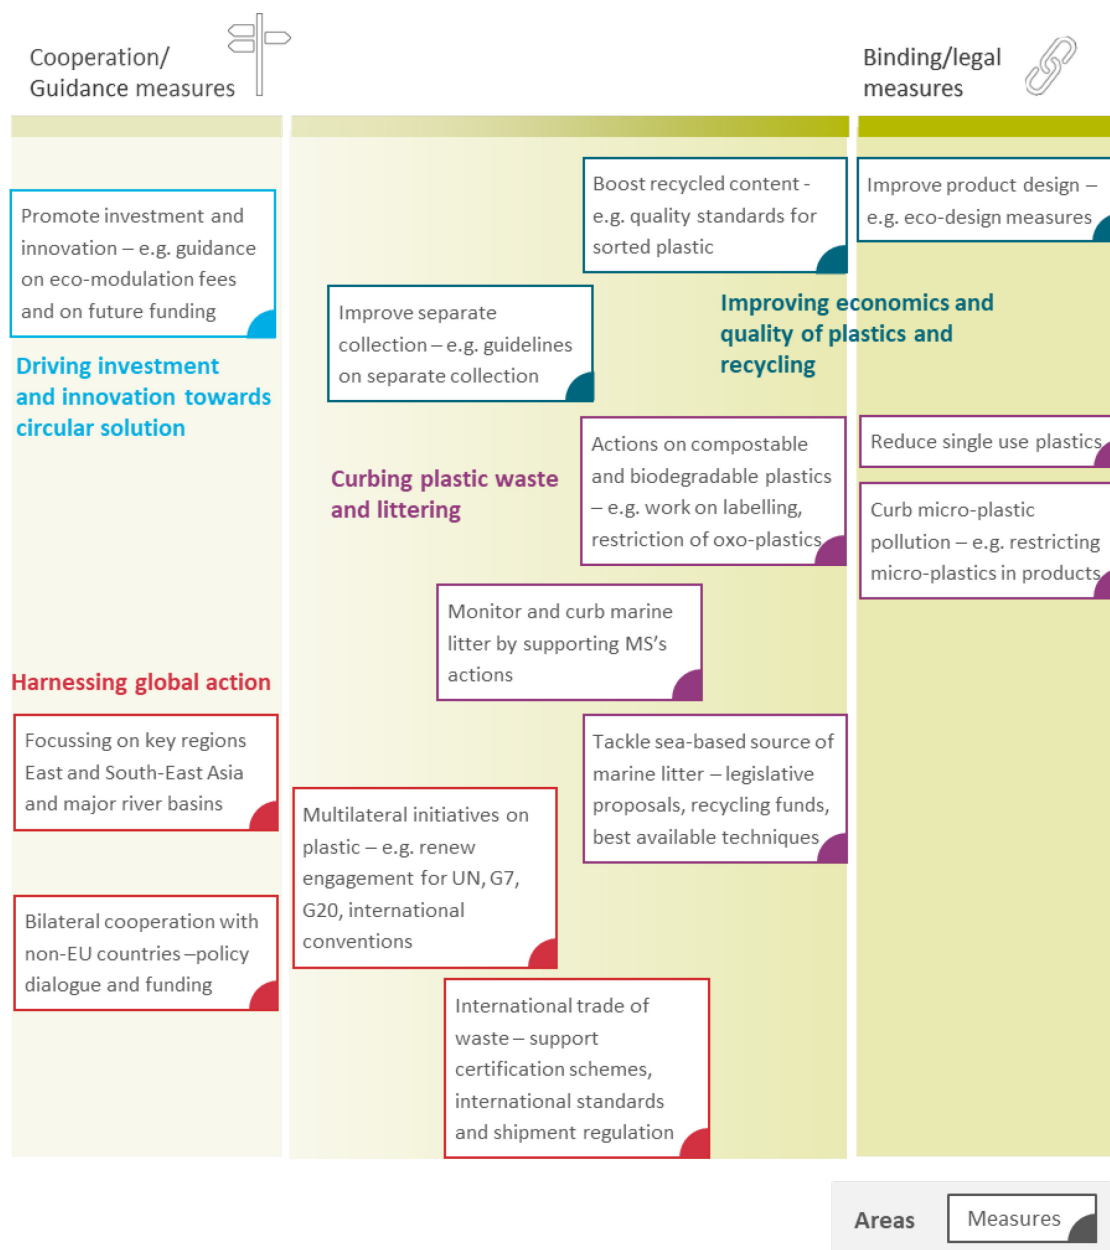 Cooperation/
Guidance measures
Binding/legal
measures
Promote investment and
innovation – e.g. guidance
on eco-modulation fees
and on future funding
Driving investment
and innovation towards
circular solution
Boost recycled content -
e.g. quality standards for
sorted plastic
Improve product design –
e.g. eco-design measures
Improve separate
collection – e.g. guidelines
on separate collection
Improving economics and
quality of plastics and
recycling
Curbing plastic waste
and littering
Actions on compostable
and biodegradable plastics
– e.g. work on labelling,
restriction of oxo-plastics
Reduce single use plastics
Curb micro-plastic
pollution – e.g. restricting
micro-plastics in products
Monitor and curb marine
litter by supporting MS's
actions
Harnessing global action
Focussing on key regions
East and South-East Asia
and major river basins
Tackle sea-based source of
marine litter – legislative
proposals, recycling funds,
best available techniques
Multilateral initiatives on
plastic – e.g. renew
engagement for UN, G7,
G20, international
conventions
Bilateral cooperation with
non-EU countries –policy
dialogue and funding
International trade of
waste – support
certification schemes,
international standards
and shipment regulation
Areas
Measures